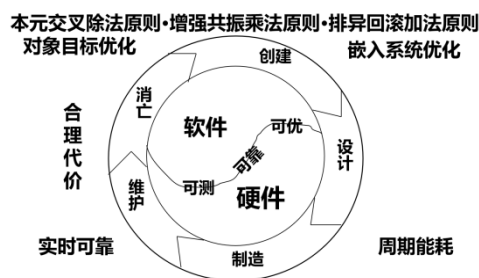 本元交叉除法原则•增强共振乘法原则•排异回滚加法原则
对象目标优化
嵌入系统优化
创建
消亡
合理代价
软件
可优
可靠
设计
可测
维护
硬件
实时可靠
制造
周期能耗